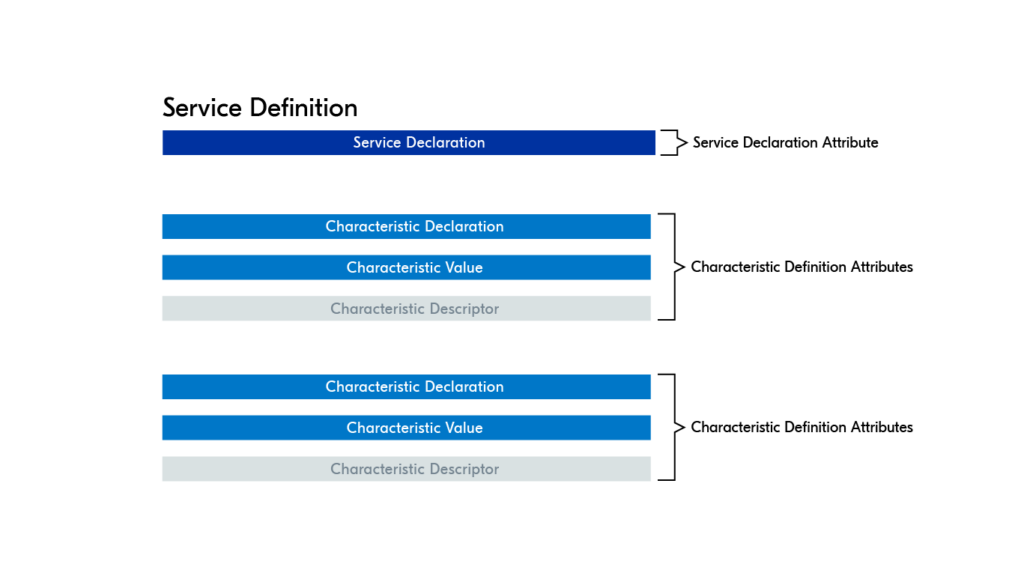 Service Definition
Service Declaration
Service Declaration Attribute
Characteristic Declaration
Characteristic Value
Characteristic Definition Attributes
Characteristic Descriptor
Characteristic Declaration
Characteristic Value
Characteristic Definition Attributes
Characteristic Descriptor